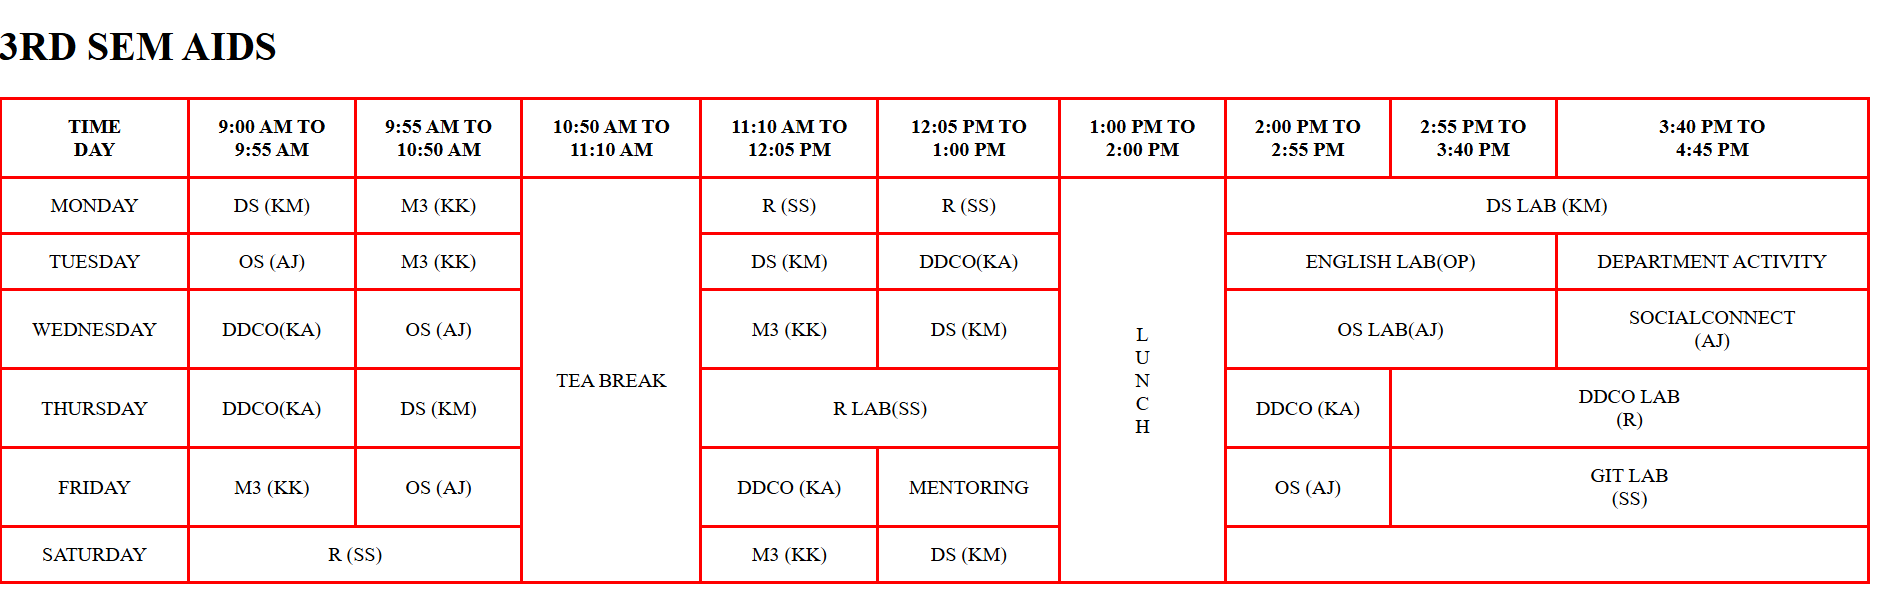 3RD SEM AIDS
TIME
DAY
9:00 AM TO
9:55 AM
9:55 AM TO
10:50 AM
10:50 AM TO
11:10 AM
11:10 AM TO
12:05 PM
12:05 PM TO
1:00 PM
1:00 PM TO
2:00 PM
2:00 PM TO
2:55 PM
2:55 PM TO
3:40 PM
3:40 PM TO
4:45 PM
MONDAY
DS (KM)
M3 (KK)
TEA BREAK
R (SS)
R (SS)
L
U
N
C
H
DS LAB (KM)
TUESDAY
OS (AJ)
M3 (KK)
DS (KM)
DDCO(KA)
ENGLISH LAB(OP)
DEPARTMENT ACTIVITY
WEDNESDAY
DDCO(KA)
OS (AJ)
M3 (KK)
DS (KM)
OS LAB(AJ)
SOCIALCONNECT
(AJ)
THURSDAY
DDCO(KA)
DS (KM)
R LAB(SS)
DDCO (KA)
DDCO LAB
(R)
FRIDAY
M3 (KK)
OS (AJ)
DDCO (KA)
MENTORING
OS (AJ)
GIT LAB
(SS)
SATURDAY
R (SS)
M3 (KK)
DS (KM)